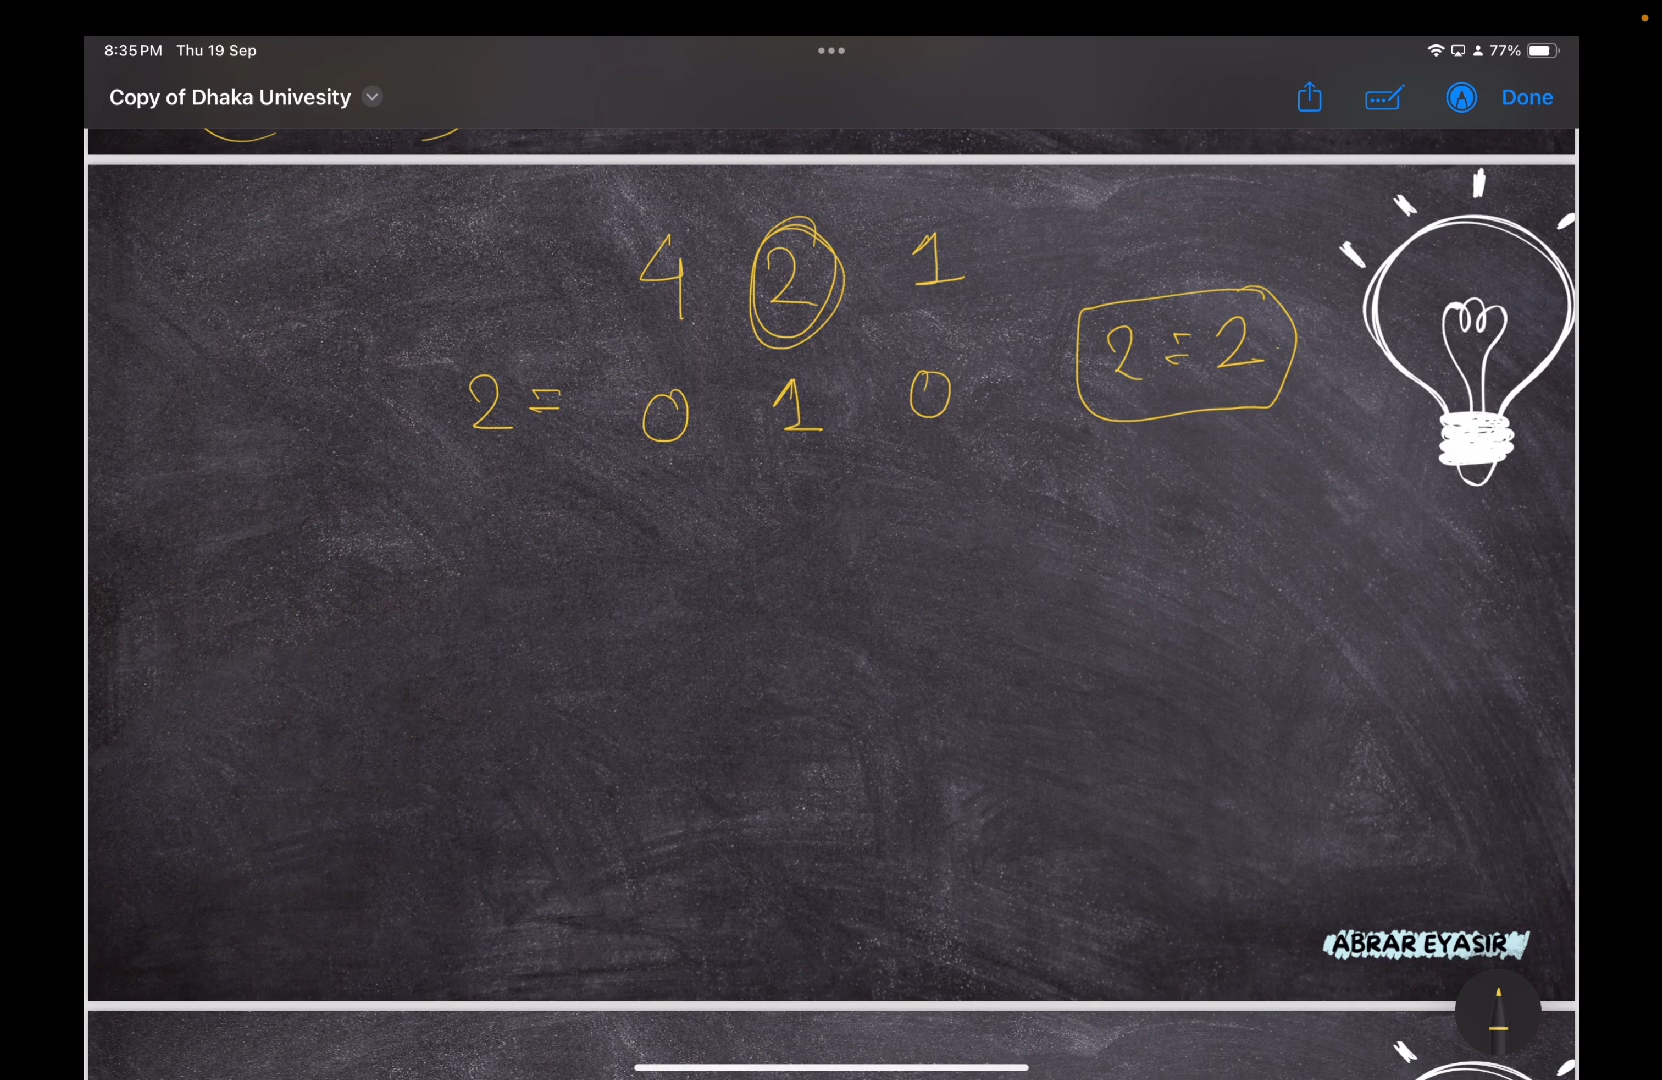 8:35 PM Thu 19 Sep
77%
Copy of Dhaka Univesity
Done
4 2 1
2 = 2
2 = 0 1 0
ABRAR EYASIR